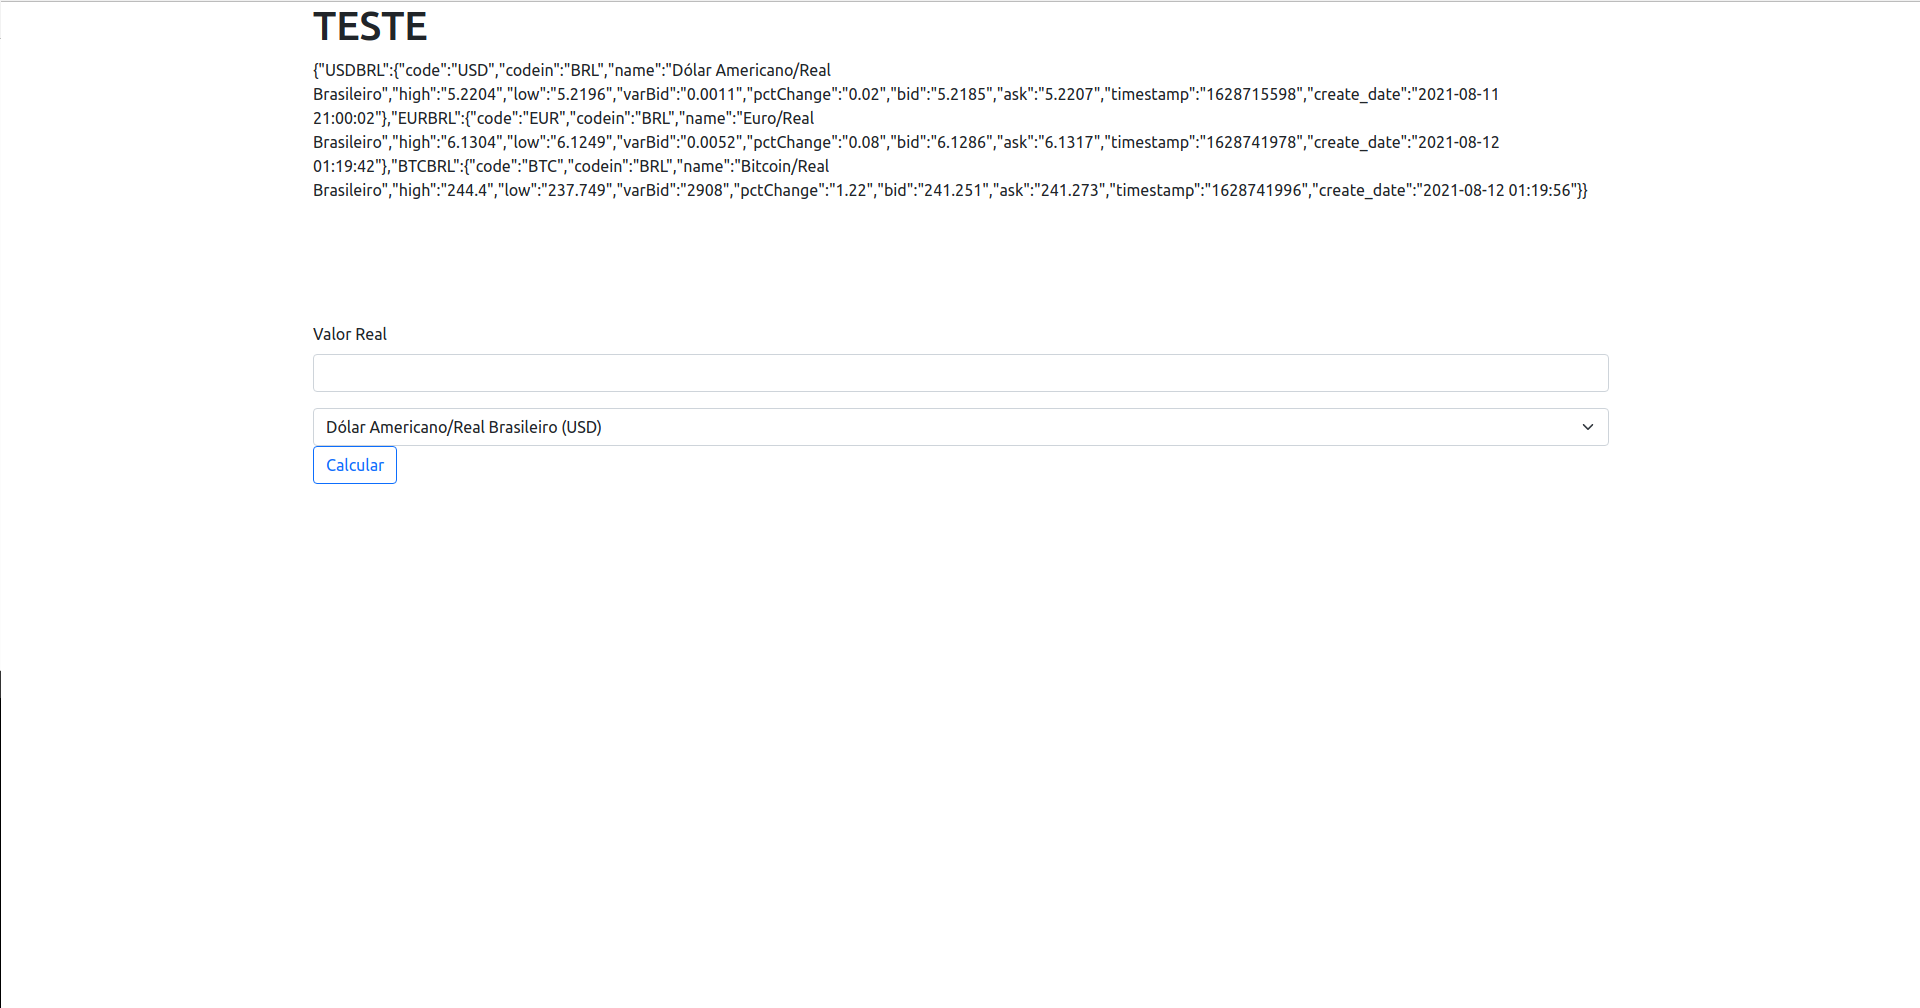 TESTE
{"USDBRL":{"code":"USD","codein":"BRL","name":"Dólar Americano/Real
Brasileiro","high":"5.2204","low":"5.2196","varBid":"0.0011","pctChange":"0.02","bid":"5.2185","ask":"5.2207","timestamp":"1628715598","create_date":"2021-08-11
21:00:02"},"EURBRL":{"code":"EUR","codein":"BRL","name":"Euro/Real
Brasileiro","high":"6.1304","low":"6.1249","varBid":"0.0052","pctChange":"0.08","bid":"6.1286","ask":"6.1317","timestamp":"1628741978","create_date":"2021-08-12
01:19:42"},"BTCBRL":{"code":"BTC","codein":"BRL","name":"Bitcoin/Real
Brasileiro","high":"244.4","low":"237.749","varBid":"2908","pctChange":"1.22","bid":"241.251","ask":"241.273","timestamp":"1628741996","create_date":"2021-08-12 01:19:56"}}
Valor Real
Dólar Americano/Real Brasileiro (USD)
Calcular